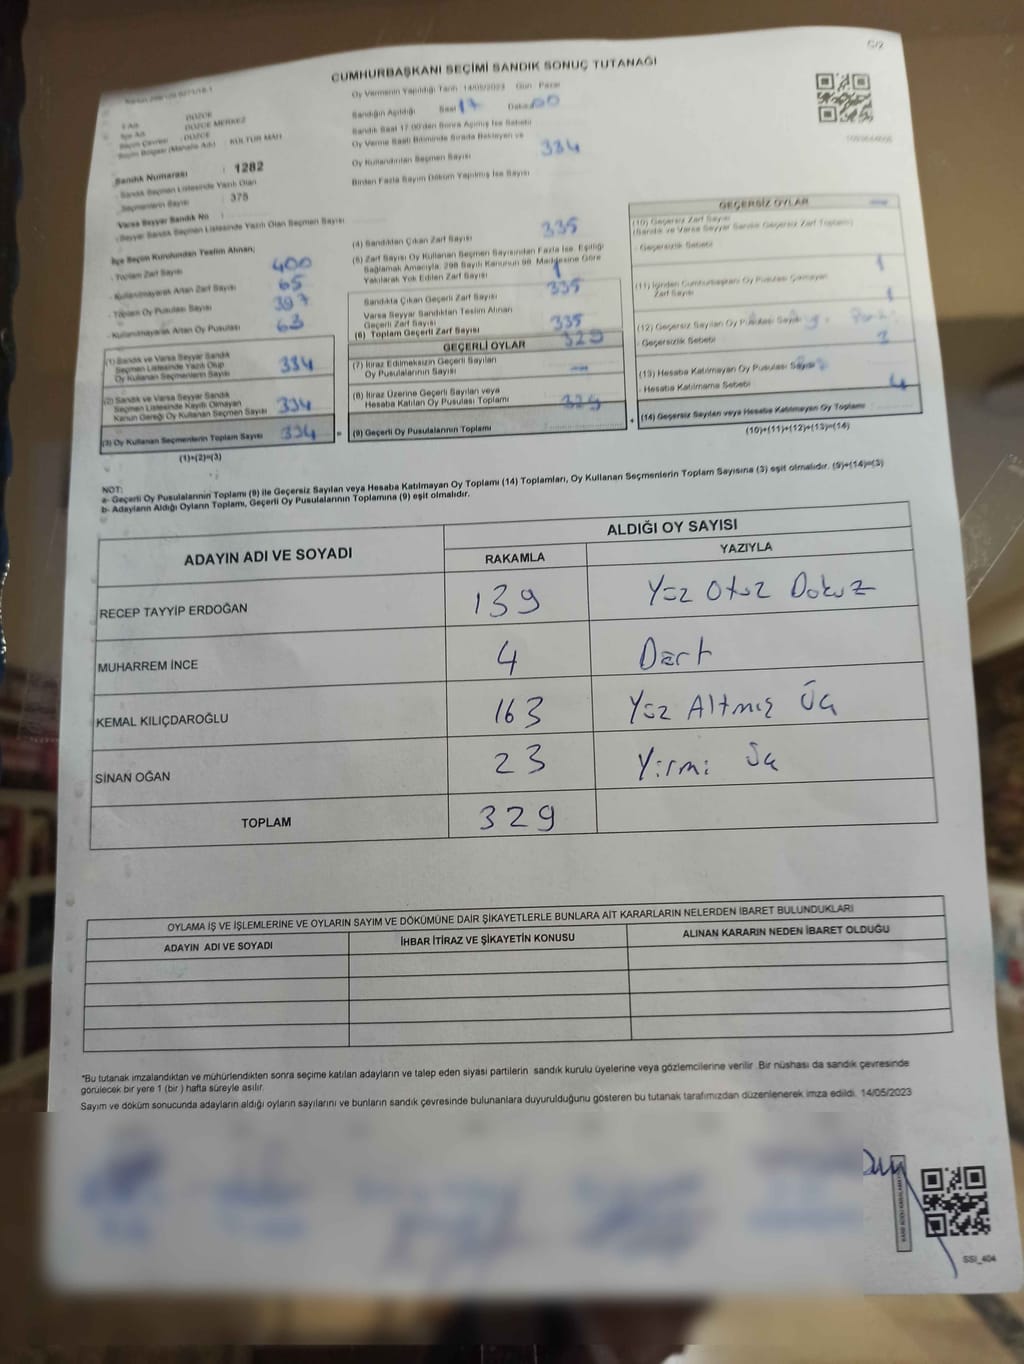 C/2
CUMHURBAŞKANI SEÇİMİ SANDIK SONUÇ TUTANAĞI
Oy Vermenin Yapıldığı Tarih 14/05/2023 Gün: Pazar
İli Adı DÜZCE
İlçe Adı DÜZCE MERKEZ
Seçim Çevresi DÜZCE
Seçim Bölgesi (Mahalle Adı) KÜLTÜR MAH.
Sandık Numarası : 1282
- Sandık Seçmen Listesinde Yazılı Olan
Seçmenlerin Sayısı : 375
Varsa Seyyar Sandık No :
- Seyyar Sandık Seçmen Listesinde Yazılı Olan Seçmen Sayısı
İlçe Seçim Kurulundan Teslim Alınan;
- Toplam Zarf Sayısı 400
- Kullanılmayarak Artan Zarf Sayısı 65
- Toplam Oy Pusulası Sayısı 397
- Kullanılmayarak Artan Oy Pusulası 63
Sandığın Açıldığı Saat 17 Dakika 00
Sandık Saat 17.00'den Sonra Açılmış İse Sebebi
Oy Verme Saati Bitiminde Sırada Bekleyen ve
Oy Kullandırılan Seçmen Sayısı 334
Birden Fazla Sayım Döküm Yapılmış İse Sayısı
(4) Sandıktan Çıkan Zarf Sayısı 335
(5) Zarf Sayısı Oy Kullanan Seçmen Sayısından Fazla İse, Eşitliği
Sağlamak Amacıyla, 298 Sayılı Kanunun 98. Maddesine Göre
Yakılarak Yok Edilen Zarf Sayısı 1
Sandıkta Çıkan Geçerli Zarf Sayısı 335
Varsa Seyyar Sandıktan Teslim Alınan
Geçerli Zarf Sayısı
(6) Toplam Geçerli Zarf Sayısı 335
GEÇERLİ OYLAR
(7) İtiraz Edilmeksizin Geçerli Sayılan
Oy Pusulalarının Sayısı 329
(8) İtiraz Üzerine Geçerli Sayılan veya
Hesaba Katılan Oy Pusulası Toplamı —
(9) Geçerli Oy Pusulalarının Toplamı 329
GEÇERSİZ OYLAR
(10) Geçersiz Zarf Sayısı —
(Sandık ve Varsa Seyyar Sandık Geçersiz Zarf Toplamı)
- Geçersizlik Sebebi
(11) İçinden Cumhurbaşkanı Oy Pusulası Çıkmayan
Zarf Sayısı 1
(12) Geçersiz Sayılan Oy Pusulası Sayısı 1
- Geçersizlik Sebebi
(13) Hesaba Katılmayan Oy Pusulası Sayısı
- Hesaba Katılmama Sebebi
(14) Geçersiz Sayılan veya Hesaba Katılmayan Oy Toplamı 4
(10)+(11)+(12)+(13)=(14)
(1) Sandık ve Varsa Seyyar Sandık
Seçmen Listesinde Yazılı Olup
Oy Kullanan Seçmenlerin Sayısı 334
(2) Sandık ve Varsa Seyyar Sandık
Seçmen Listesinde Kayıtlı Olmayan
Kanun Gereği Oy Kullanan Seçmen Sayısı 334
(3) Oy Kullanan Seçmenlerin Toplam Sayısı 334
(1)+(2)=(3)
NOT:
a- Geçerli Oy Pusulalarının Toplamı (9) ile Geçersiz Sayılan veya Hesaba Katılmayan Oy Toplamı (14) Toplamları, Oy Kullanan Seçmenlerin Toplam Sayısına (3) eşit olmalıdır. (9)+(14)=(3)
b- Adayların Aldığı Oyların Toplamı, Geçerli Oy Pusulalarının Toplamına (9) eşit olmalıdır.
ADAYIN ADI VE SOYADI ALDIĞI OY SAYISI
RAKAMLA YAZIYLA
RECEP TAYYİP ERDOĞAN 139 Yüz Otuz Dokuz
MUHARREM İNCE 4 Dört
KEMAL KILIÇDAROĞLU 163 Yüz Altmış Üç
SİNAN OĞAN 23 Yirmi Üç
TOPLAM 329
OYLAMA İŞ VE İŞLEMLERİNE VE OYLARIN SAYIM VE DÖKÜMÜNE DAİR ŞİKAYETLERLE BUNLARA AİT KARARLARIN NELERDEN İBARET BULUNDUKLARI
ADAYIN ADI VE SOYADI İHBAR İTİRAZ VE ŞİKAYETİN KONUSU ALINAN KARARIN NEDEN İBARET OLDUĞU
*Bu tutanak imzalandıktan ve mühürlendikten sonra seçime katılan adayların ve talep eden siyasi partilerin sandık kurulu üyelerine veya gözlemcilerine verilir. Bir nüshası da sandık çevresinde
görülecek bir yere 1 (bir ) hafta süreyle asılır.
Sayım ve döküm sonucunda adayların aldığı oyların sayılarını ve bunların sandık çevresinde bulunanlara duyurulduğunu gösteren bu tutanak tarafımızdan düzenlenerek imza edildi. 14/05/2023
SSI_404